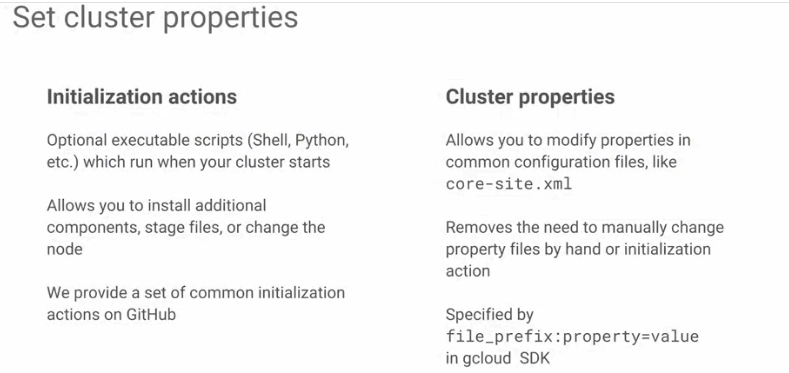 Set cluster properties
Initialization actions
Optional executable scripts (Shell, Python,
etc.) which run when your cluster starts
Allows you to install additional
components, stage files, or change the
node
We provide a set of common initialization
actions on GitHub
Cluster properties
Allows you to modify properties in
common configuration files, like
core-site.xml
Removes the need to manually change
property files by hand or initialization
action
Specified by
file_prefix:property=value
in gcloud SDK